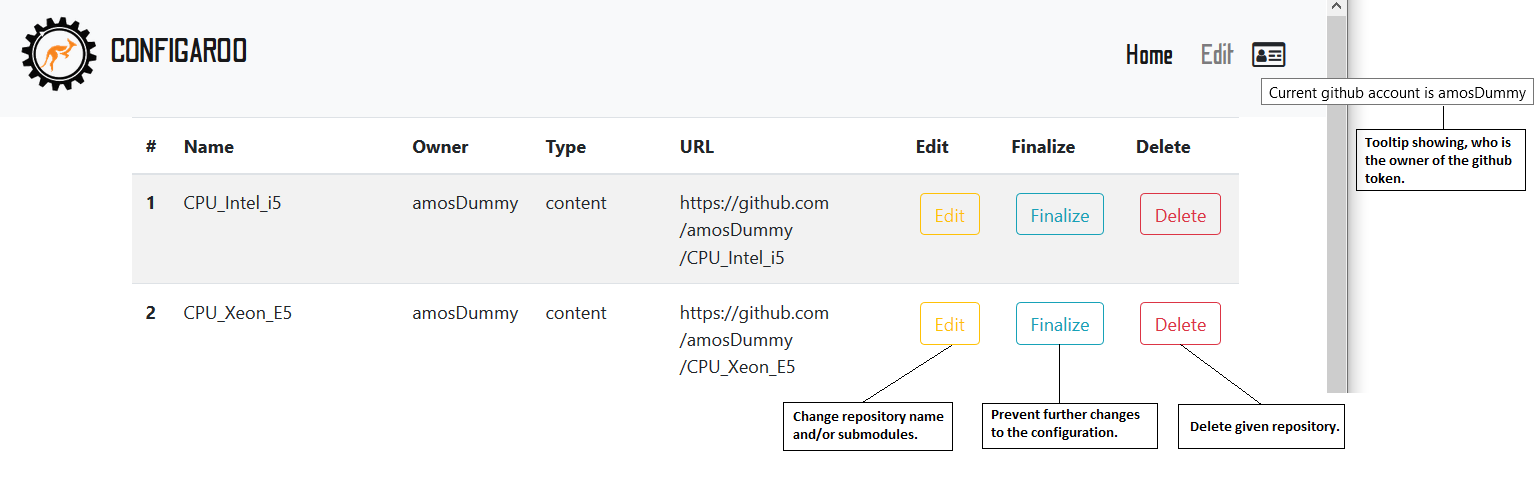 CONFIGAROO
Home Edit
Current github account is amosDummy
Tooltip showing, who is
the owner of the github
token.
# Name Owner Type URL Edit Finalize Delete
1 CPU_Intel_i5 amosDummy content https://github.com
/amosDummy
/CPU_Intel_i5
Edit Finalize Delete
2 CPU_Xeon_E5 amosDummy content https://github.com
/amosDummy
/CPU_Xeon_E5
Edit Finalize Delete
Change repository name
and/or submodules.
Prevent further changes
to the configuration.
Delete given repository.